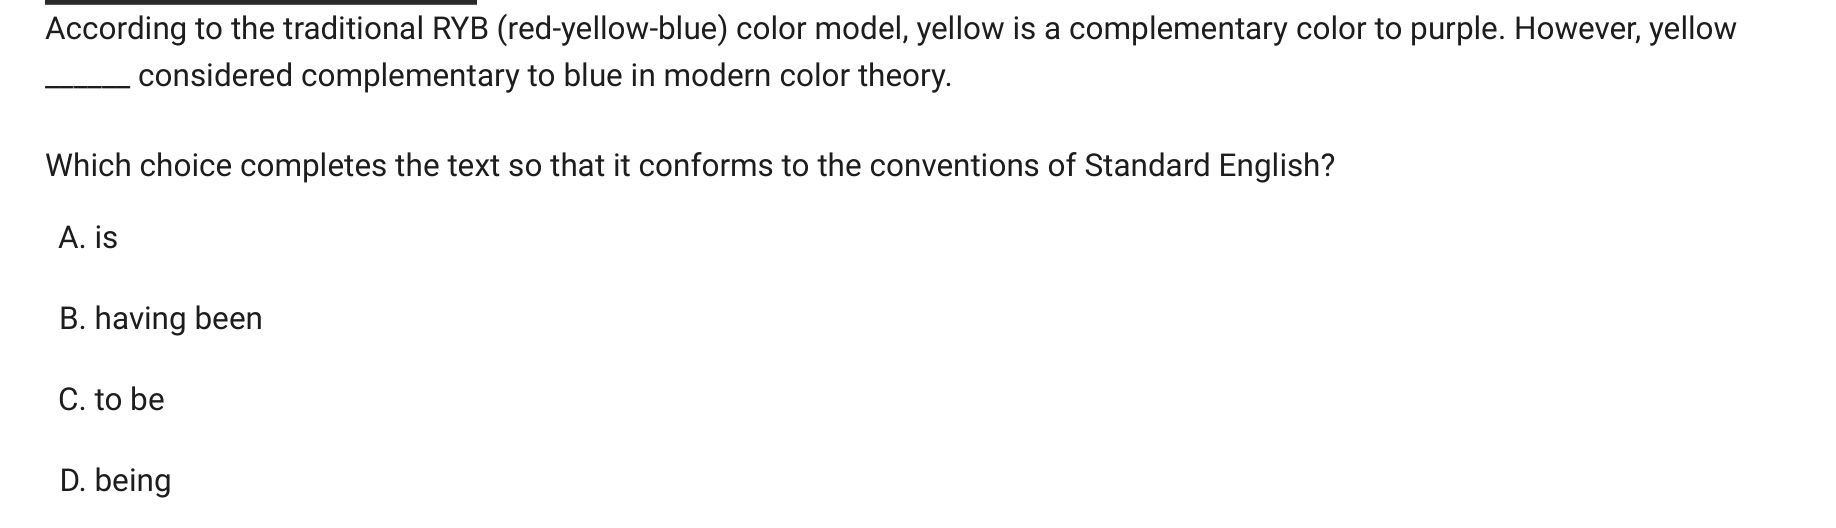 According to the traditional RYB (red-yellow-blue) color model, yellow is a complementary color to purple. However, yellow
______ considered complementary to blue in modern color theory.
Which choice completes the text so that it conforms to the conventions of Standard English?
A. is
B. having been
C. to be
D. being